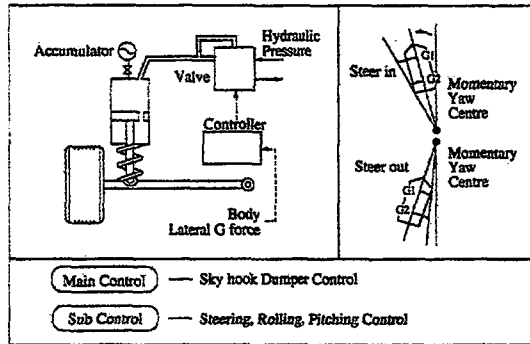 Accumulator
Hydraulic
Pressure
Valve
Controller
Body
Lateral G force
Steer in
G1
G2
Momentary
Yaw
Centre
Momentary
Yaw
Centre
Steer out
G1
G2
Main Control — Sky hook Dumper Control
Sub Control — Steering, Rolling, Pitching Control